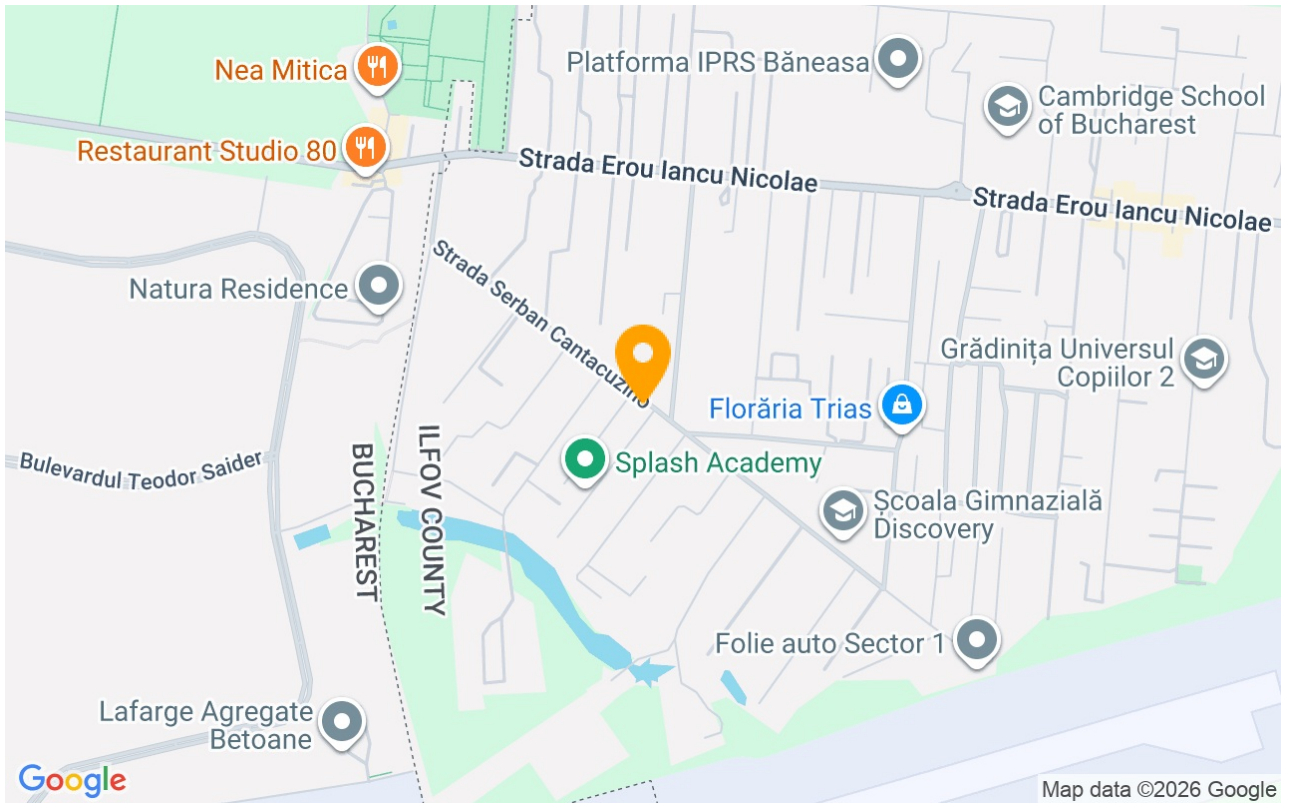 Nea Mitica
Platforma IPRS Băneasa
Cambridge School
of Bucharest
Restaurant Studio 80
Strada Erou Iancu Nicolae
Strada Erou Iancu Nicolae
Strada Serban Cantacuzino
Natura Residence
Grădinița Universul
Copiilor 2
Florăria Trias
Bulevardul Teodor Saider
BUCHAREST
ILFOV COUNTY
Splash Academy
Școala Gimnazială
Discovery
Folie auto Sector 1
Lafarge Agregate
Betoane
Google
Map data ©2026 Google